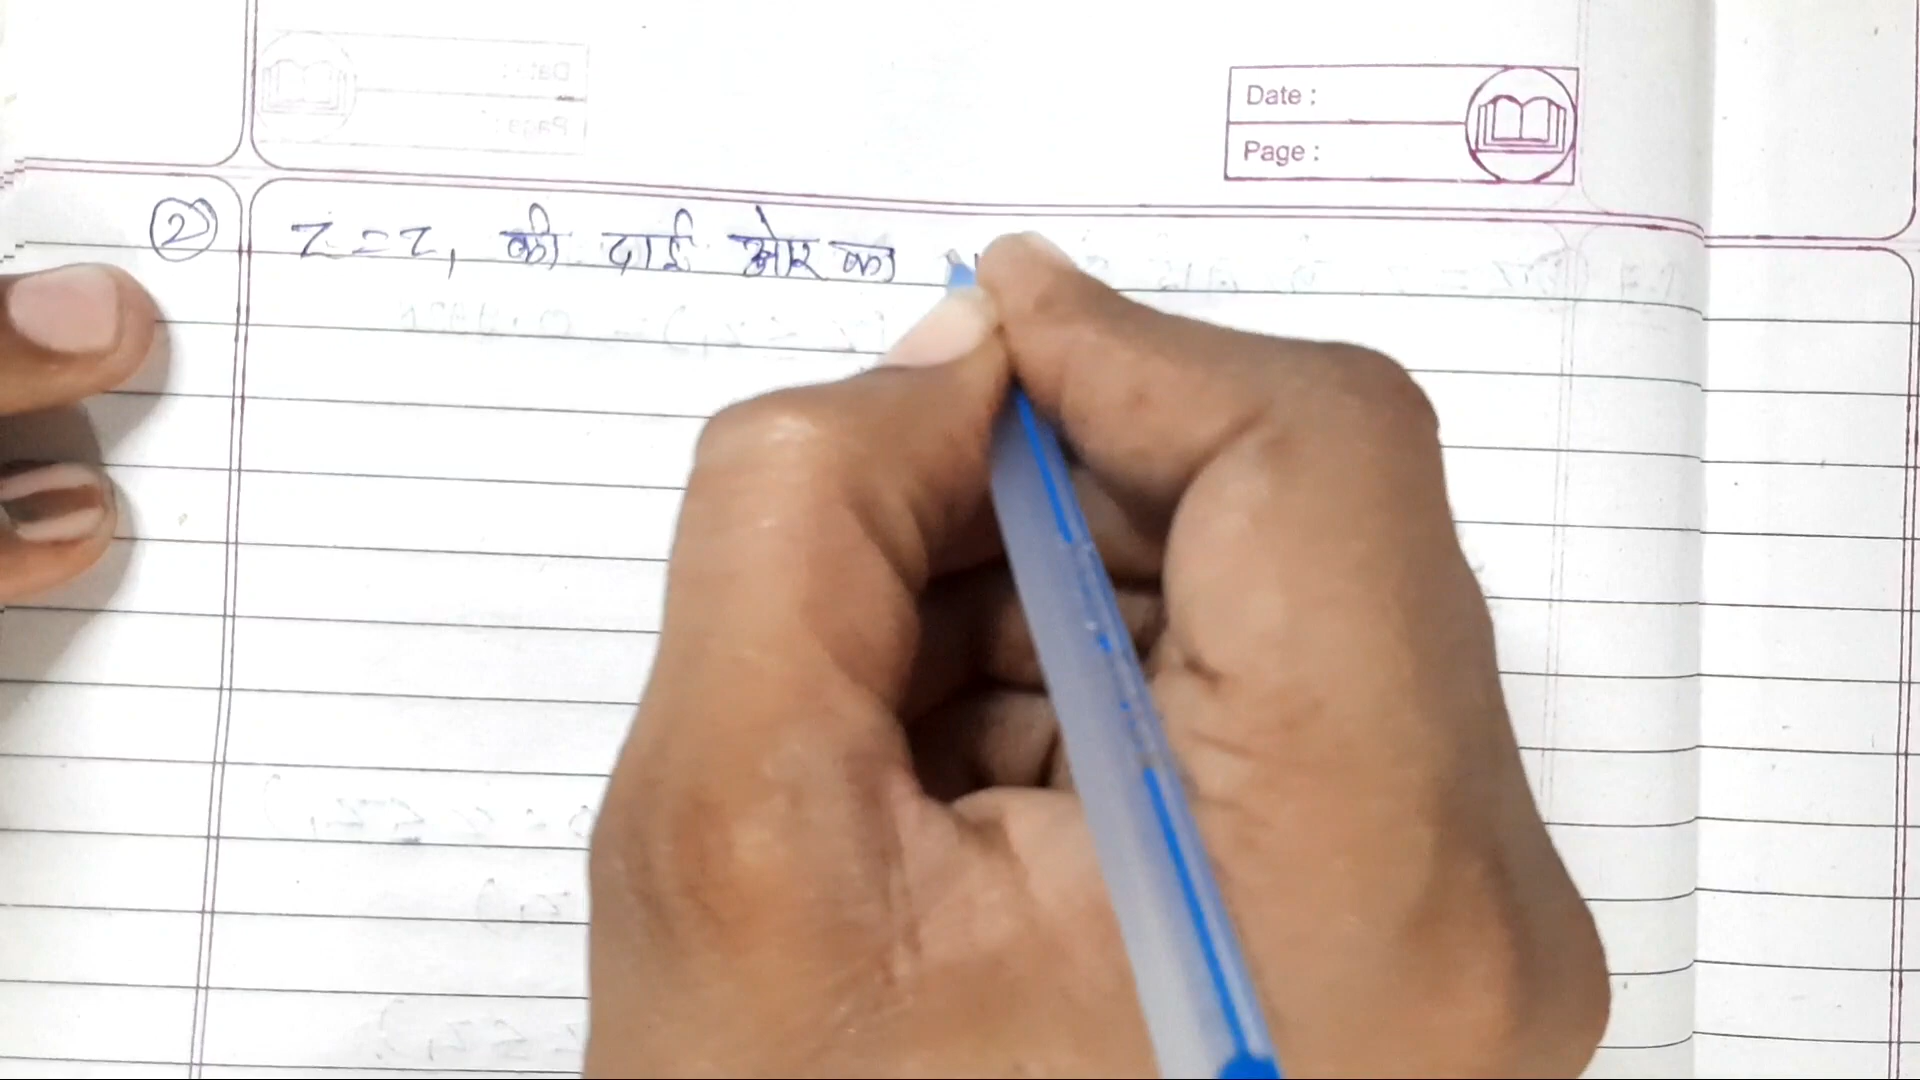 Date :
Page :
② z = z, की दाई ओर का